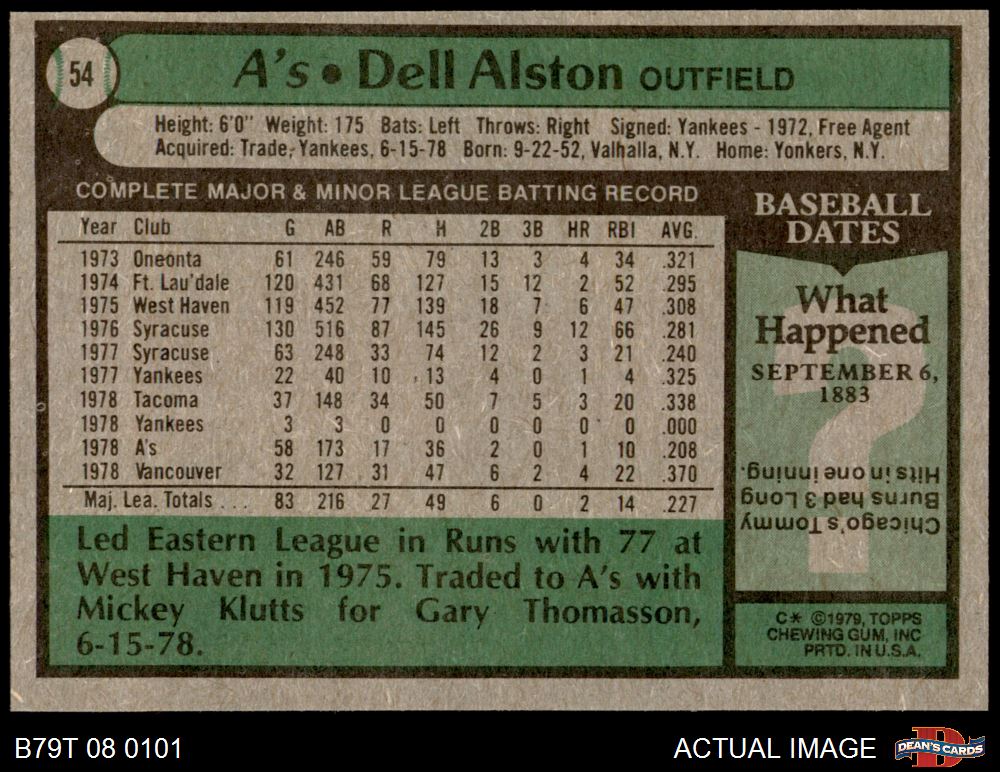 54
A's • Dell Alston OUTFIELD
Height: 6'0" Weight: 175 Bats: Left Throws: Right Signed: Yankees - 1972, Free Agent
Acquired: Trade, Yankees, 6-15-78 Born: 9-22-52, Valhalla, N.Y. Home: Yonkers, N.Y.
COMPLETE MAJOR & MINOR LEAGUE BATTING RECORD
Year Club G AB R H 2B 3B HR RBI AVG.
1973 Oneonta 61 246 59 79 13 3 4 34 .321
1974 Ft. Lau'dale 120 431 68 127 15 12 2 52 .295
1975 West Haven 119 452 77 139 18 7 6 47 .308
1976 Syracuse 130 516 87 145 26 9 12 66 .281
1977 Syracuse 63 248 33 74 12 2 3 21 .240
1977 Yankees 22 40 10 13 4 0 1 4 .325
1978 Tacoma 37 148 34 50 7 5 3 20 .338
1978 Yankees 3 3 0 0 0 0 0 0 .000
1978 A's 58 173 17 36 2 0 1 10 .208
1978 Vancouver 32 127 31 47 6 2 4 22 .370
Maj. Lea. Totals . . . 83 216 27 49 6 0 2 14 .227
Led Eastern League in Runs with 77 at
West Haven in 1975. Traded to A's with
Mickey Klutts for Gary Thomasson,
6-15-78.
BASEBALL
DATES
What
Happened
SEPTEMBER 6,
1883
?
Chicago's Tommy
Burns had 3 Long
Hits in one inning.
C* ©1979, TOPPS
CHEWING GUM, INC
PRTD. IN U.S.A.
B79T 08 0101
ACTUAL IMAGE
D
DEAN'S CARDS